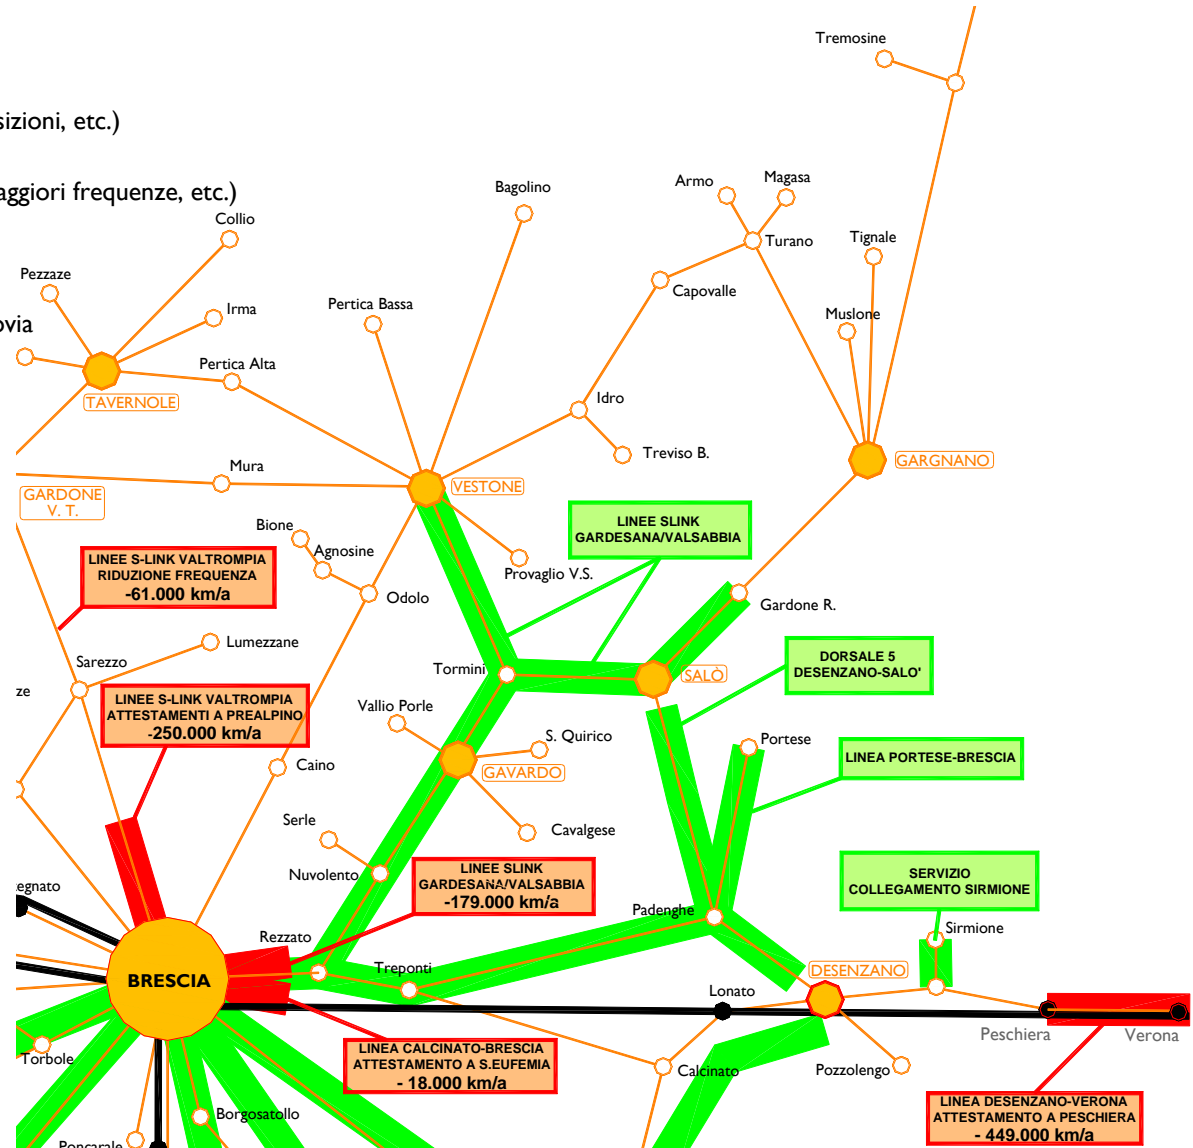 Tremosine
sizioni, etc.)
Armo
Magasa
aggiori frequenze, etc.)
Bagolino
Collio
Turano
Tignale
Pezzaze
Capovalle
Irma
Pertica Bassa
Muslone
ovia
Pertica Alta
TAVERNOLE
Idro
Treviso B.
GARGNANO
Mura
VESTONE
GARDONE
V. T.
LINEE SLINK
GARDESANA/VALSABBIA
Bione
Agnosine
LINEE S-LINK VALTROMPIA
RIDUZIONE FREQUENZA
-61.000 km/a
Provaglio V.S.
Odolo
Gardone R.
Lumezzane
Sarezzo
DORSALE 5
DESENZANO-SALO'
Tormini
SALÒ
ze
LINEE S-LINK VALTROMPIA
ATTESTAMENTI A PREALPINO
-250.000 km/a
Vallio Porle
S. Quirico
Portese
LINEA PORTESE-BRESCIA
Caino
GAVARDO
Serle
Cavalgese
Nuvolento
LINEE SLINK
GARDESANA/VALSABBIA
-179.000 km/a
SERVIZIO
COLLEGAMENTO SIRMIONE
egnato
Padenghe
Sirmione
Rezzato
Treponti
DESENZANO
BRESCIA
Lonato
Peschiera
Verona
Torbole
LINEA CALCINATO-BRESCIA
ATTESTAMENTO A S.EUFEMIA
- 18.000 km/a
Calcinato
Pozzolengo
Borgosatollo
LINEA DESENZANO-VERONA
ATTESTAMENTO A PESCHIERA
- 449.000 km/a
Poncarale